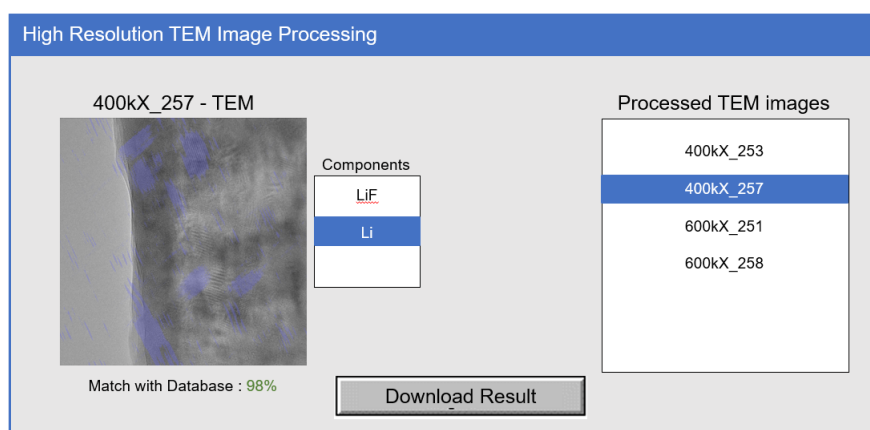 High Resolution TEM Image Processing
400kX_257 - TEM
Components
LiF
Li
Match with Database : 98%
Download Result
Processed TEM images
400kX_253
400kX_257
600kX_251
600kX_258